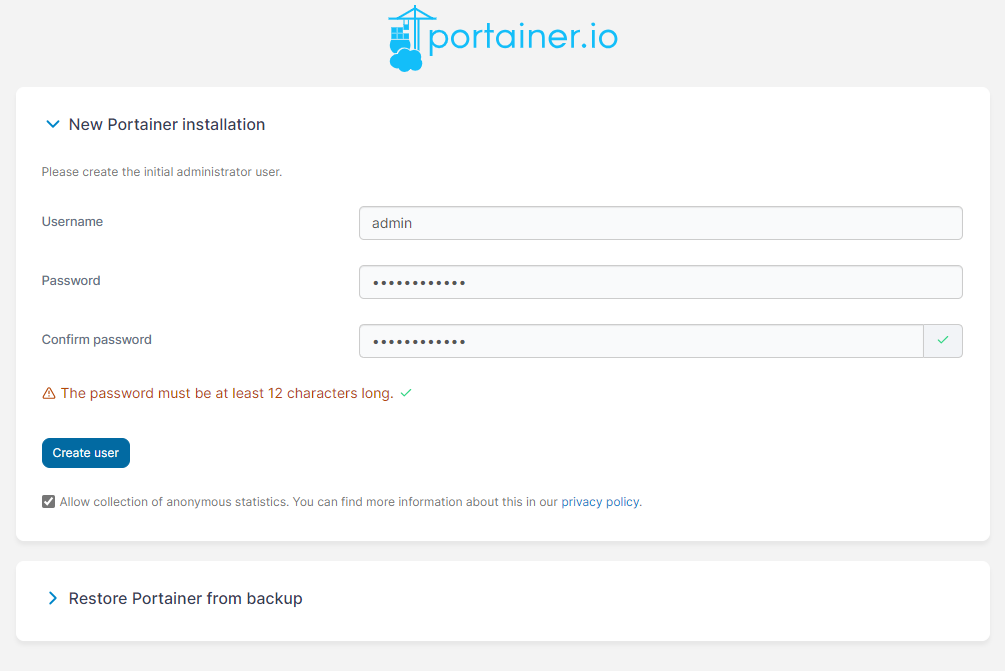 portainer.io
New Portainer installation
Please create the initial administrator user.
Username
admin
Password
••••••••••••
Confirm password
••••••••••••
The password must be at least 12 characters long.
Create user
Allow collection of anonymous statistics. You can find more information about this in our privacy policy.
Restore Portainer from backup